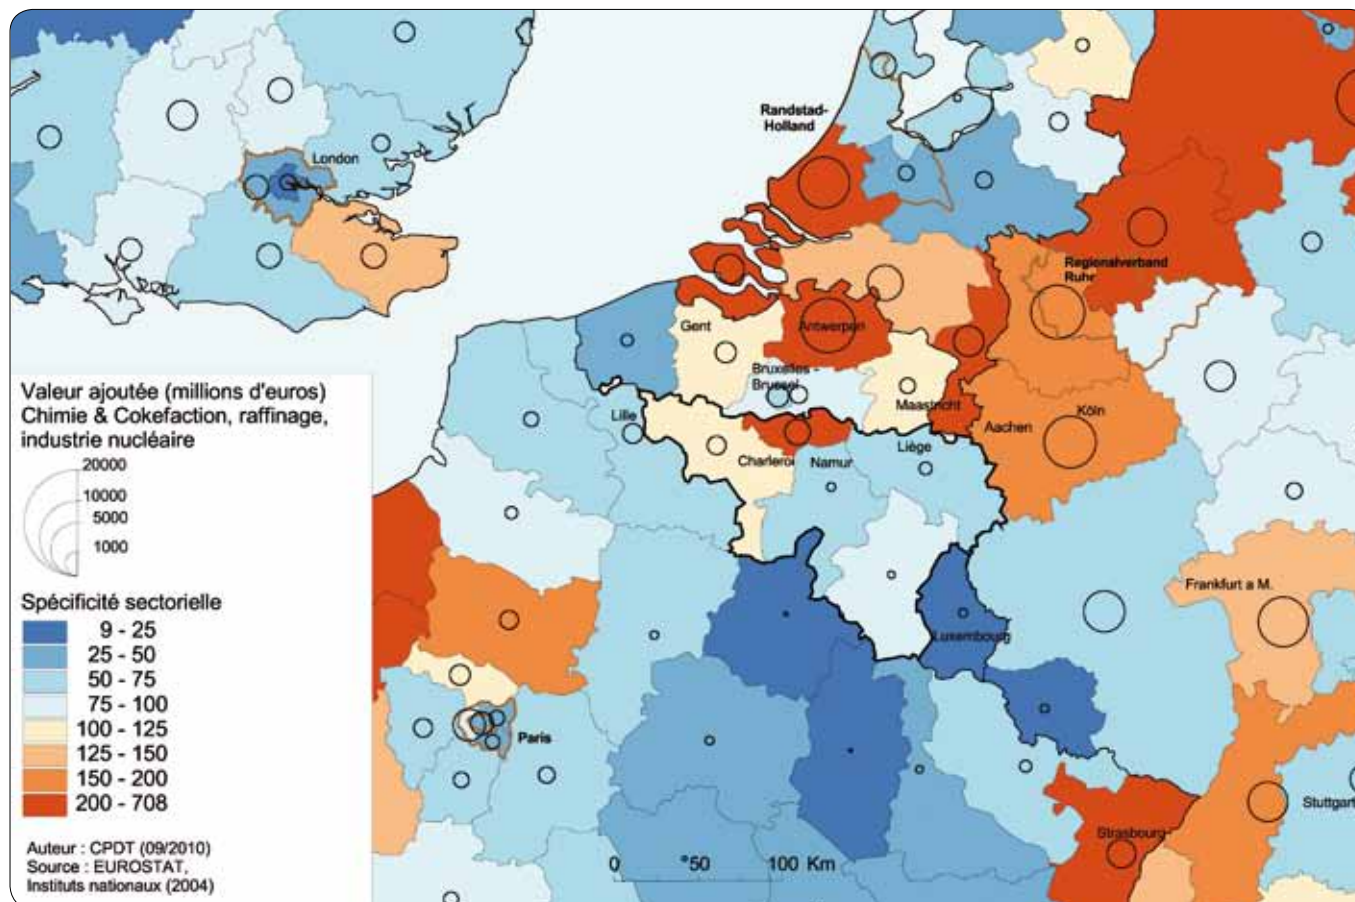 Randstad-
Holland
London
Regionalverband
Ruhr
Gent
Antwerpen
Bruxelles -
Brussel
Maastricht
Lille
Aachen
Köln
Charleroi
Namur
Liège
Luxembourg
Frankfurt a M.
Paris
Strasbourg
Stuttgart
Valeur ajoutée (millions d'euros)
Chimie & Cokefaction, raffinage,
industrie nucléaire
20000
10000
5000
1000
Spécificité sectorielle
9 - 25
25 - 50
50 - 75
75 - 100
100 - 125
125 - 150
150 - 200
200 - 708
Auteur : CPDT (09/2010)
Source : EUROSTAT,
Instituts nationaux (2004)
0 50 100 Km